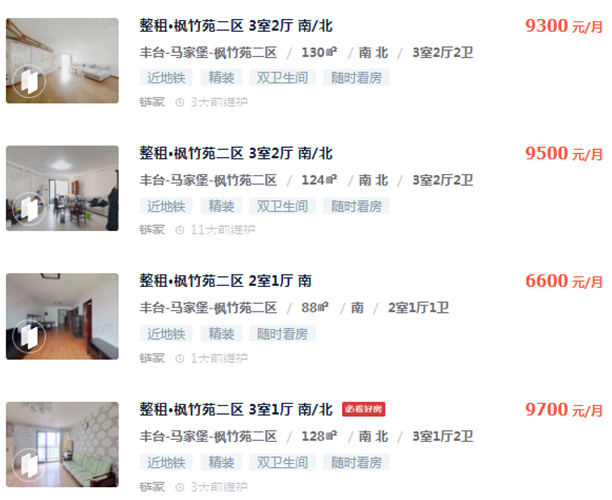 整租·枫竹苑二区 3室2厅 南/北
9300 元/月
丰台-马家堡-枫竹苑二区 / 130㎡ / 南 北 / 3室2厅2卫
近地铁 精装 双卫生间 随时看房
链家 3天前维护
整租·枫竹苑二区 3室2厅 南/北
9500 元/月
丰台-马家堡-枫竹苑二区 / 124㎡ / 南 北 / 3室2厅2卫
近地铁 精装 双卫生间 随时看房
链家 11天前维护
整租·枫竹苑二区 2室1厅 南
6600 元/月
丰台-马家堡-枫竹苑二区 / 88㎡ / 南 / 2室1厅1卫
近地铁 精装 随时看房
链家 1天前维护
整租·枫竹苑二区 3室1厅 南/北 必看好房
9700 元/月
丰台-马家堡-枫竹苑二区 / 128㎡ / 南 北 / 3室1厅2卫
近地铁 精装 双卫生间 随时看房
链家 3天前维护